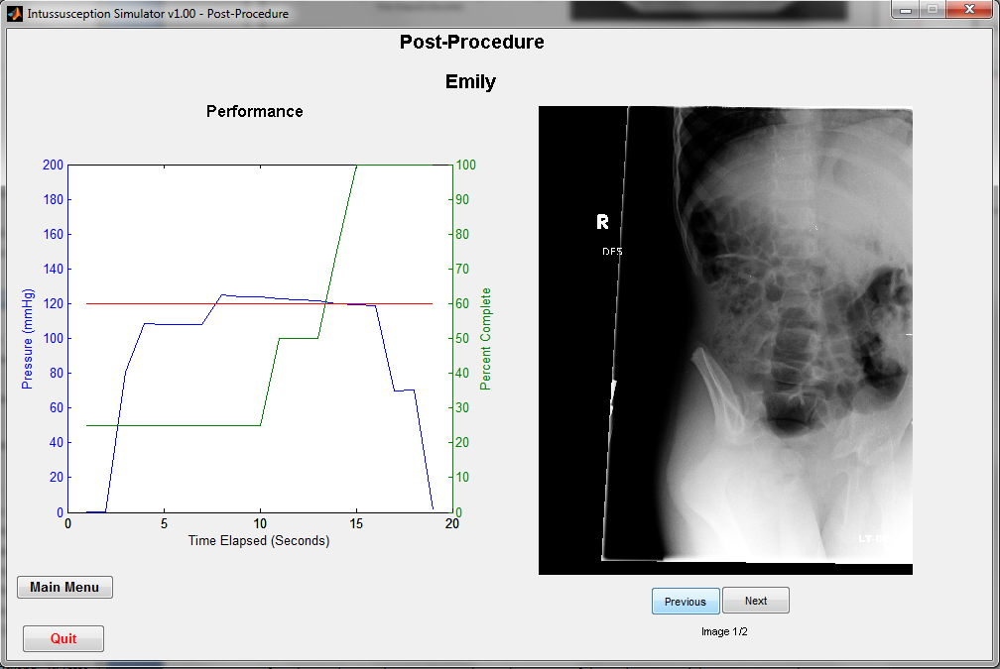 Intussusception Simulator v1.00 - Post-Procedure
Post-Procedure
Emily
Performance
200
180
160
140
120
100
80
60
40
20
0
Pressure (mmHg)
100
90
80
70
60
50
40
30
20
10
0
Percent Complete
0 5 10 15 20
Time Elapsed (Seconds)
R
DFS
Main Menu
Quit
Previous Next
Image 1/2